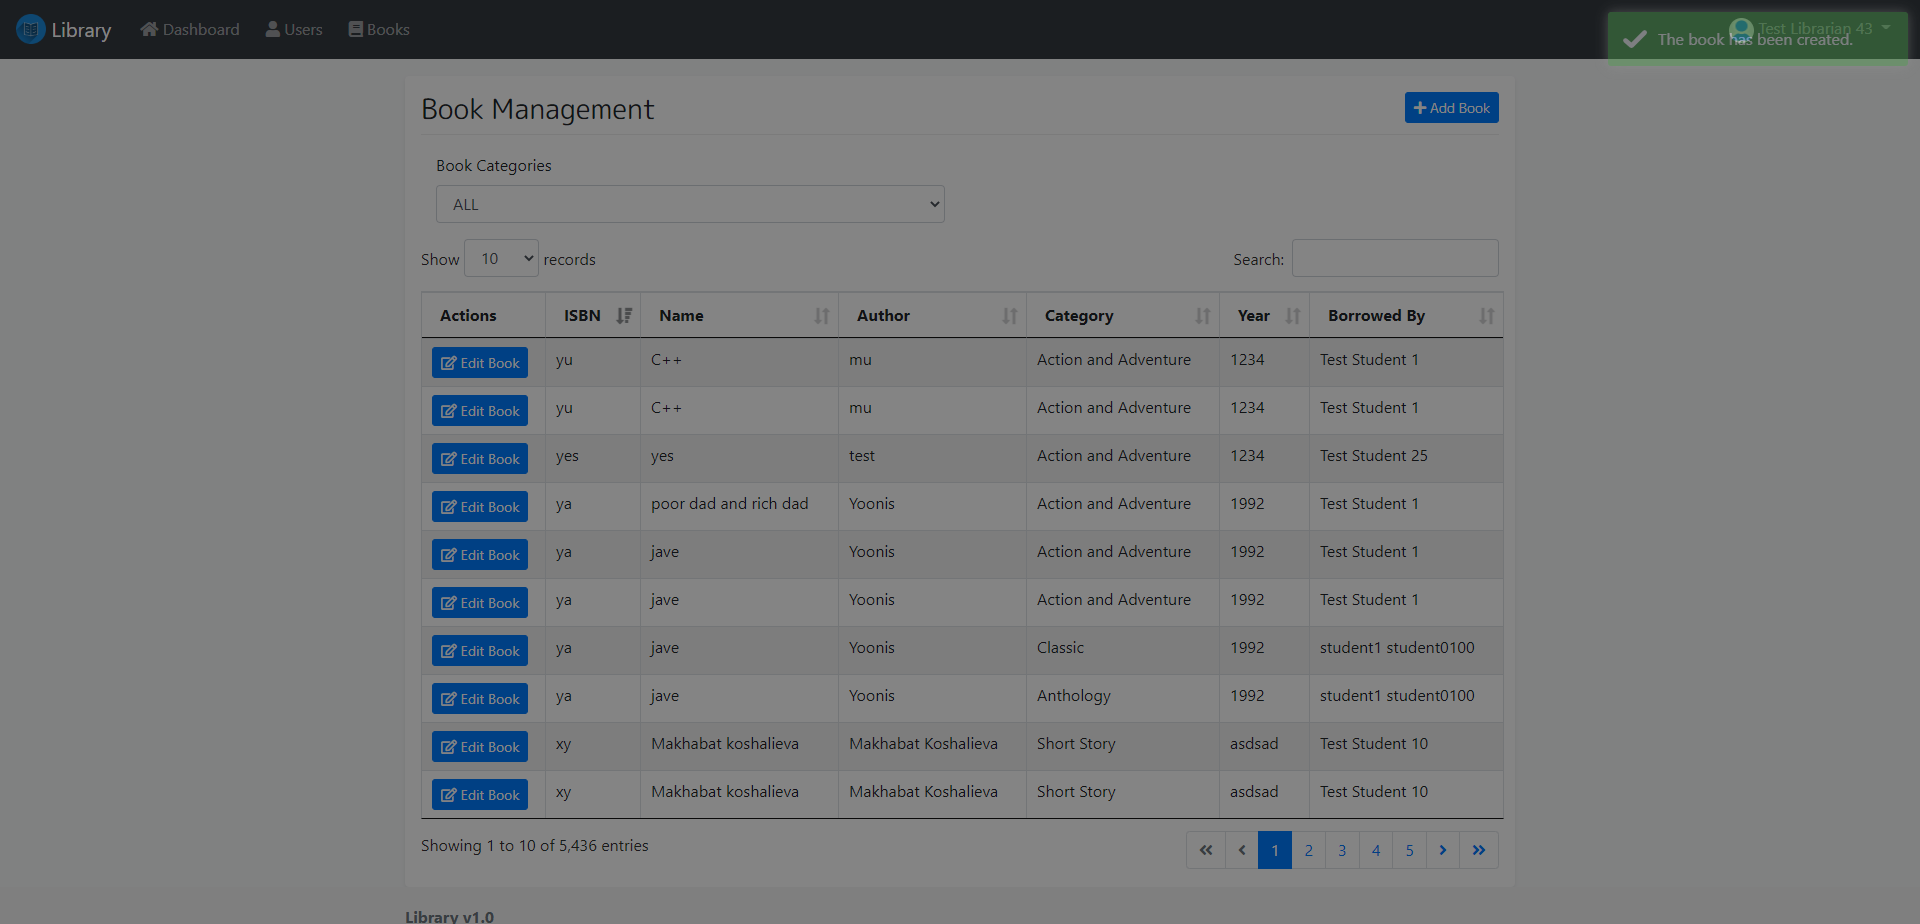 Library Dashboard Users Books Test Librarian 43
The book has been created.
Book Management + Add Book
Book Categories
ALL
Show 10 records Search:
Actions ISBN Name Author Category Year Borrowed By
Edit Book yu C++ mu Action and Adventure 1234 Test Student 1
Edit Book yu C++ mu Action and Adventure 1234 Test Student 1
Edit Book yes yes test Action and Adventure 1234 Test Student 25
Edit Book ya poor dad and rich dad Yoonis Action and Adventure 1992 Test Student 1
Edit Book ya jave Yoonis Action and Adventure 1992 Test Student 1
Edit Book ya jave Yoonis Action and Adventure 1992 Test Student 1
Edit Book ya jave Yoonis Classic 1992 student1 student0100
Edit Book ya jave Yoonis Anthology 1992 student1 student0100
Edit Book xy Makhabat koshalieva Makhabat Koshalieva Short Story asdsad Test Student 10
Edit Book xy Makhabat koshalieva Makhabat Koshalieva Short Story asdsad Test Student 10
Showing 1 to 10 of 5,436 entries « ‹ 1 2 3 4 5 › »
Library v1.0